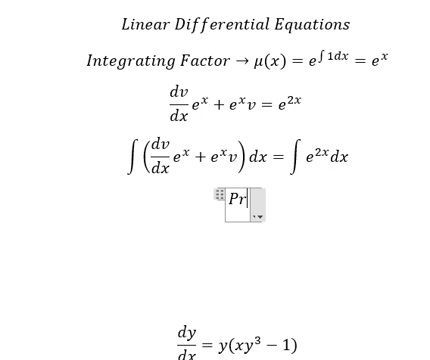 Linear Differential Equations
Integrating Factor → μ(x) = e^{∫ 1dx} = e^x
dv/dx e^x + e^x v = e^{2x}
∫ (dv/dx e^x + e^x v) dx = ∫ e^{2x} dx
Pr
dy/dx = y(xy^3 − 1)